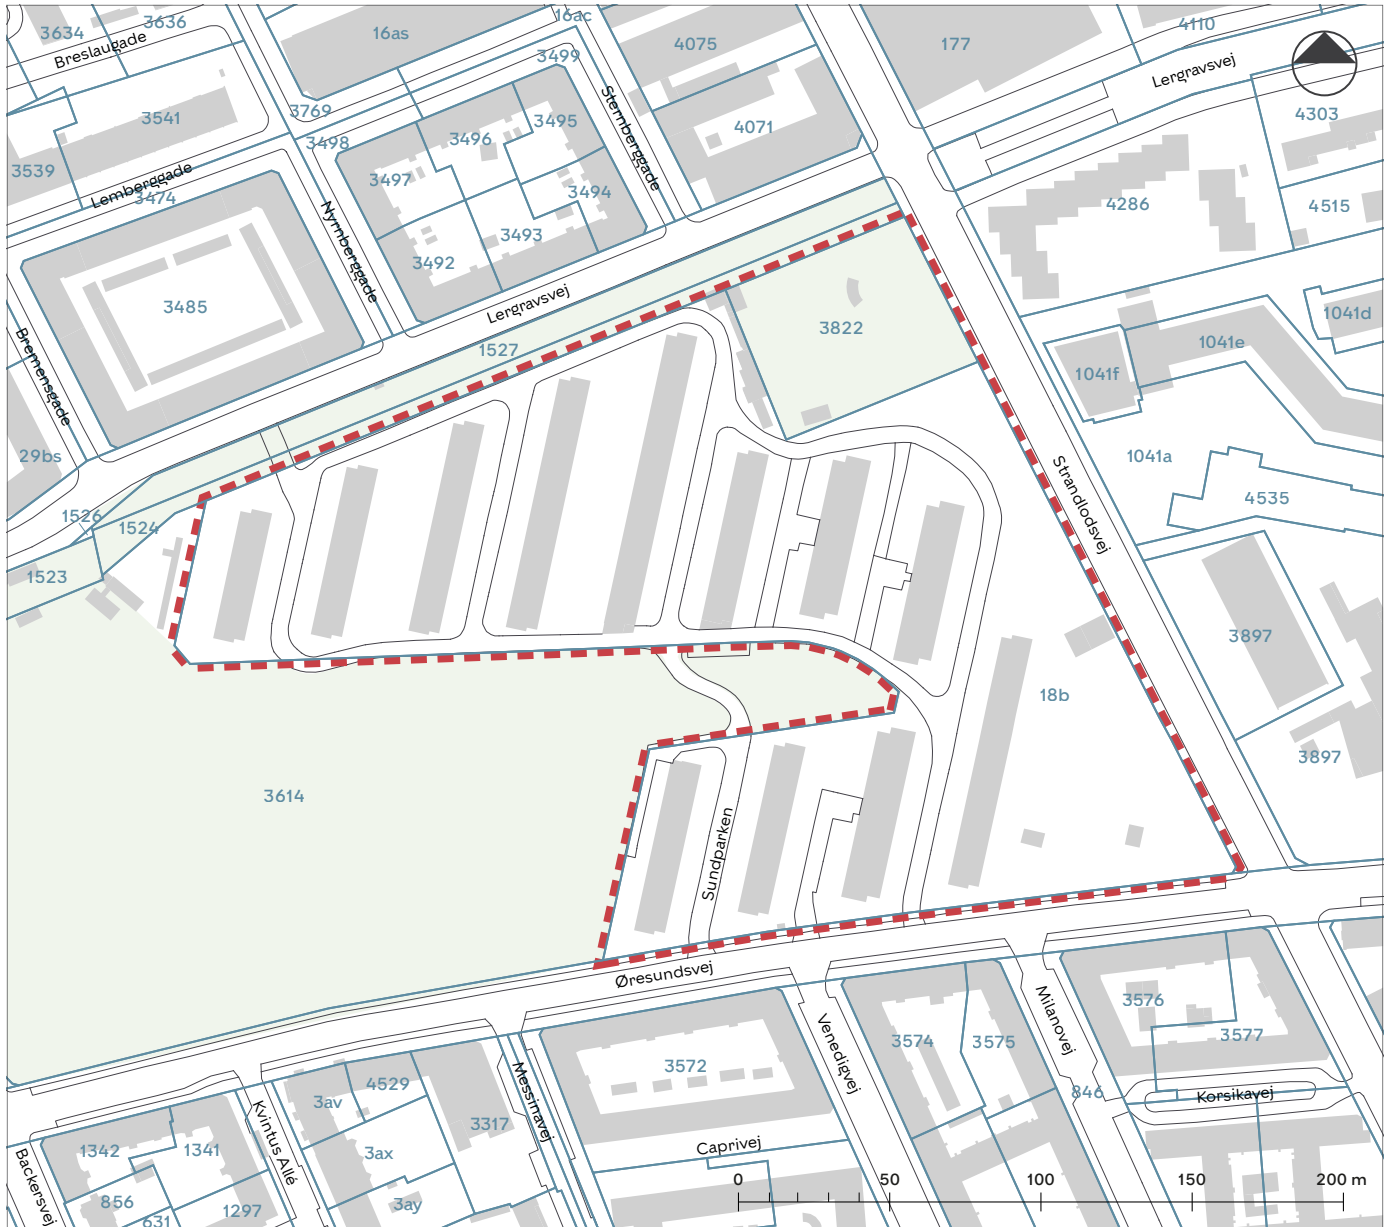 3634
3636
16ac
4110
Breslaugade
16as
4075
177
3499
Lergravsvej
3769
3541
3498
3496
3495
Sternberggade
4071
4303
3539
Lemberggade
3474
3497
3494
4286
4515
Nyrnberggade
3493
3492
3485
Lergravsvej
1527
3822
1041d
1041e
Bremensgade
1041f
29bs
1041a
Strandlodsvej
4535
1526
1524
1523
3897
18b
3614
3897
Sundparken
Øresundsvej
3576
3577
Milanovej
Venedigvej
3574
3575
3572
Messinavej
4529
3av
3317
846
Korsikavej
Kvintus Allé
1342
1341
3ax
Caprivej
Backersvej
856
631
1297
3ay
0 50 100 150 200 m